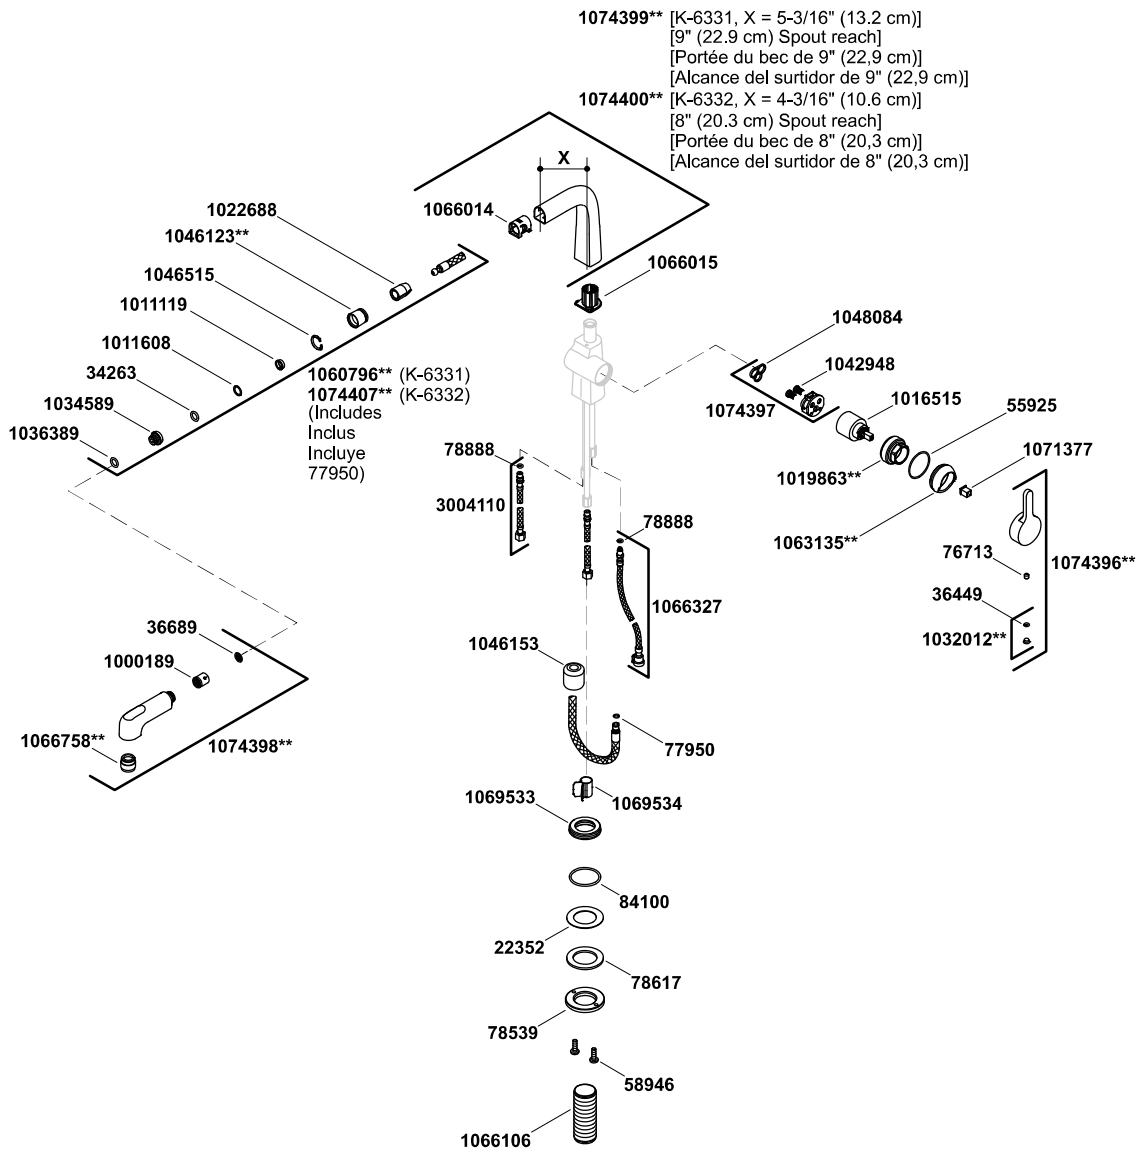 1074399** [K-6331, X = 5-3/16" (13.2 cm)]
[9" (22.9 cm) Spout reach]
[Portée du bec de 9" (22,9 cm)]
[Alcance del surtidor de 9" (22,9 cm)]
1074400** [K-6332, X = 4-3/16" (10.6 cm)]
[8" (20.3 cm) Spout reach]
[Portée du bec de 8" (20,3 cm)]
[Alcance del surtidor de 8" (20,3 cm)]
X
1066014
1022688
1046123**
1046515
1011119
1011608
34263
1034589
1036389
1060796** (K-6331)
1074407** (K-6332)
(Includes
Inclus
Incluye
77950)
1066015
1048084
1042948
1074397
1016515
55925
1019863**
1071377
1063135**
76713
1074396**
36449
1032012**
78888
3004110
78888
1066327
1046153
36689
1000189
1066758**
1074398**
77950
1069533
1069534
84100
22352
78617
78539
58946
1066106